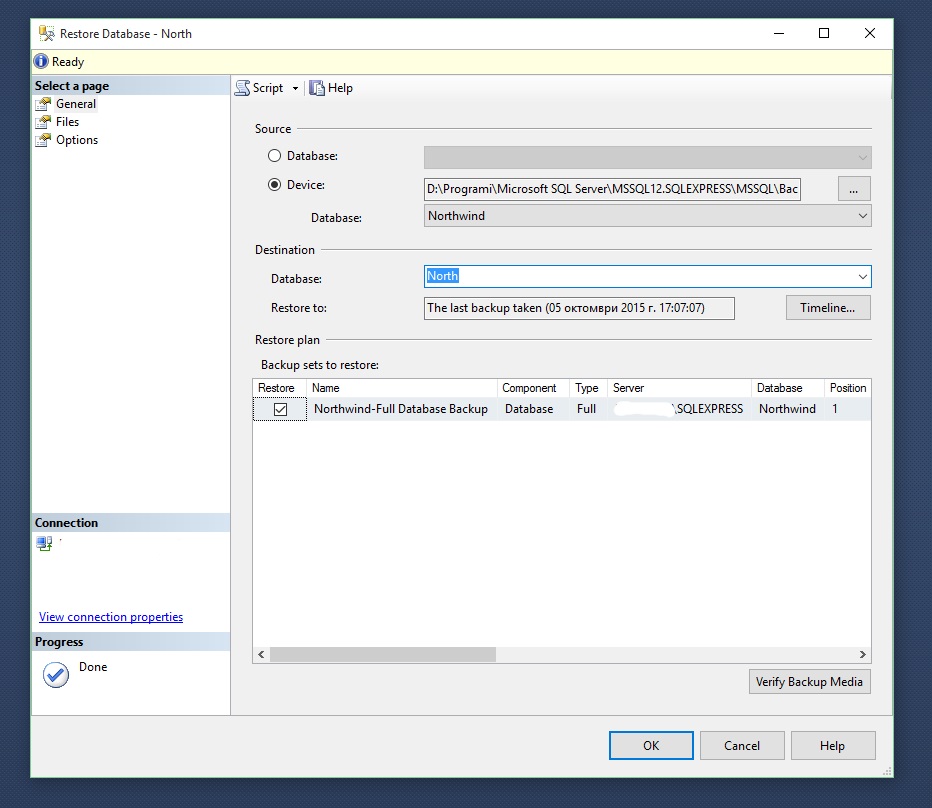 Restore Database - North
Ready
Select a page
General
Files
Options
Script
Help
Source
Database:
Device:
D:\Programi\Microsoft SQL Server\MSSQL12.SQLEXPRESS\MSSQL\Bac
...
Database:
Northwind
Destination
Database:
North
Restore to:
The last backup taken (05 октомври 2015 г. 17:07:07)
Timeline...
Restore plan
Backup sets to restore:
Restore Name Component Type Server Database Position
Northwind-Full Database Backup Database Full \SQLEXPRESS Northwind 1
Connection
View connection properties
Progress
Done
Verify Backup Media
OK
Cancel
Help